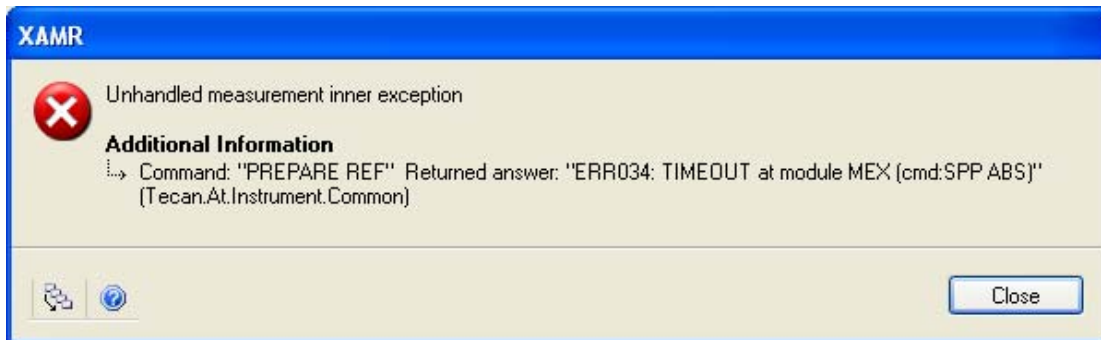 XAMR
Unhandled measurement inner exception
Additional Information
Command: "PREPARE REF" Returned answer: "ERR034: TIMEOUT at module MEX (cmd:SPP ABS)"
(Tecan.At.Instrument.Common)
Close